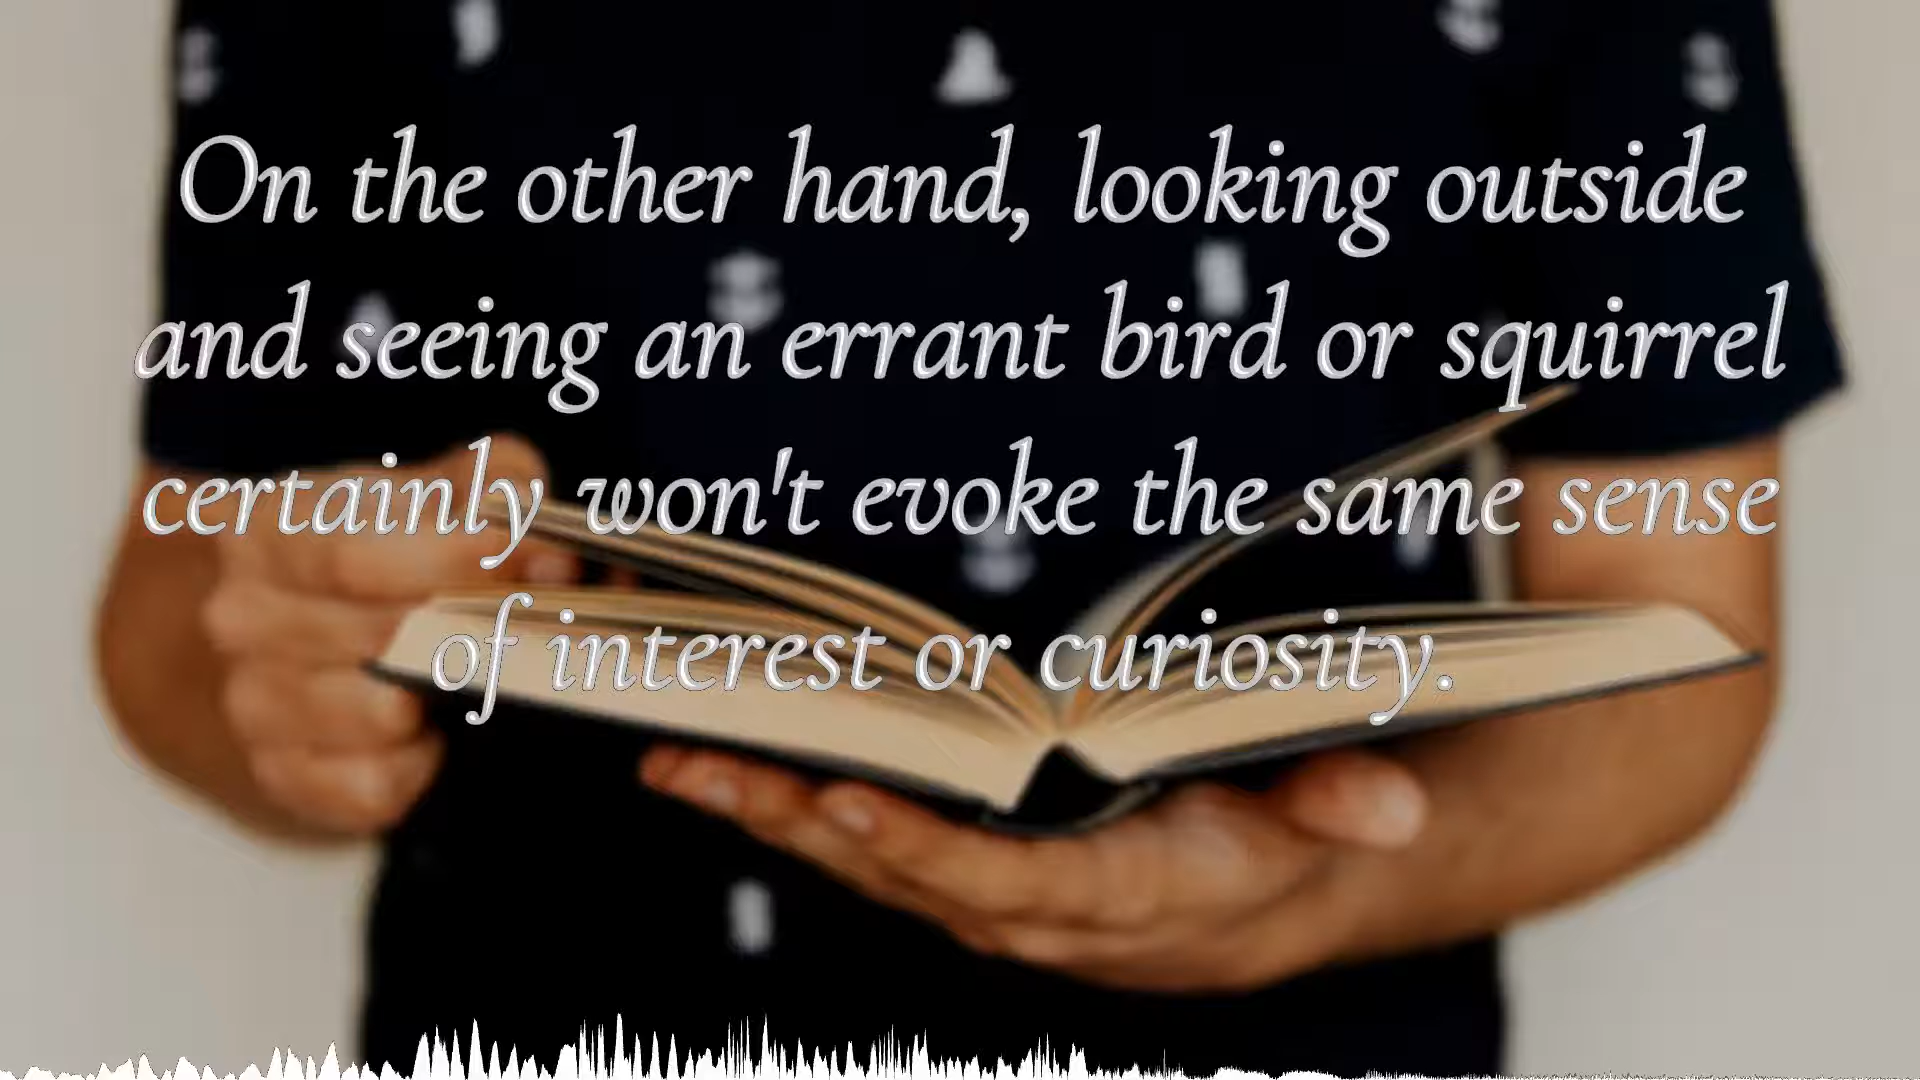 On the other hand, looking outside
and seeing an errant bird or squirrel
certainly won't evoke the same sense
of interest or curiosity.